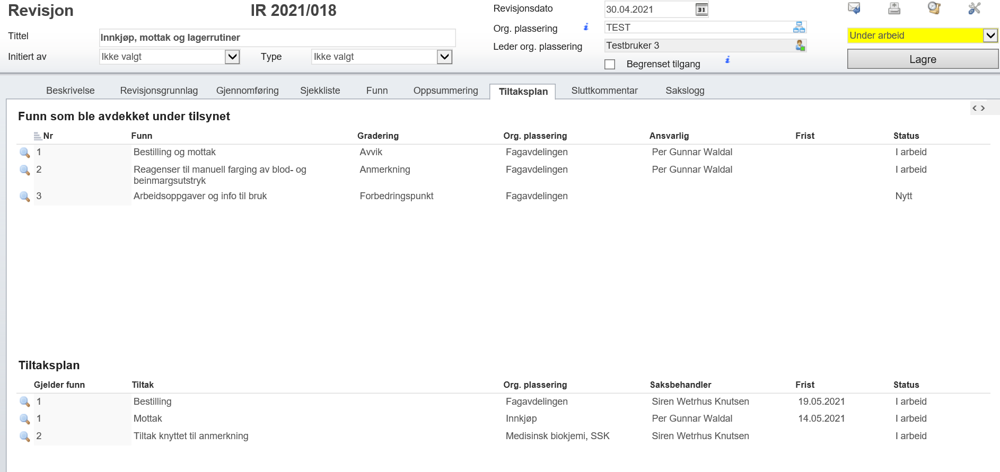 Revisjon
IR 2021/018
Revisjonsdato
30.04.2021
31
Org. plassering
i
TEST
Tittel
Innkjøp, mottak og lagerrutiner
Under arbeid
Leder org. plassering
Testbruker 3
Initiert av
Ikke valgt
Type
Ikke valgt
Begrenset tilgang
i
Lagre
Beskrivelse
Revisjonsgrunnlag
Gjennomføring
Sjekkliste
Funn
Oppsummering
Tiltaksplan
Sluttkommentar
Sakslogg
Funn som ble avdekket under tilsynet
Nr Funn Gradering Org. plassering Ansvarlig Frist Status
1 Bestilling og mottak Avvik Fagavdelingen Per Gunnar Waldal I arbeid
2 Reagenser til manuell farging av blod- og Anmerkning Fagavdelingen Per Gunnar Waldal I arbeid
beinmargsutstryk
3 Arbeidsoppgaver og info til bruk Forbedringspunkt Fagavdelingen Nytt
Tiltaksplan
Gjelder funn Tiltak Org. plassering Saksbehandler Frist Status
1 Bestilling Fagavdelingen Siren Wetrhus Knutsen 19.05.2021 I arbeid
1 Mottak Innkjøp Per Gunnar Waldal 14.05.2021 I arbeid
2 Tiltak knyttet til anmerkning Medisinsk biokjemi, SSK Siren Wetrhus Knutsen I arbeid